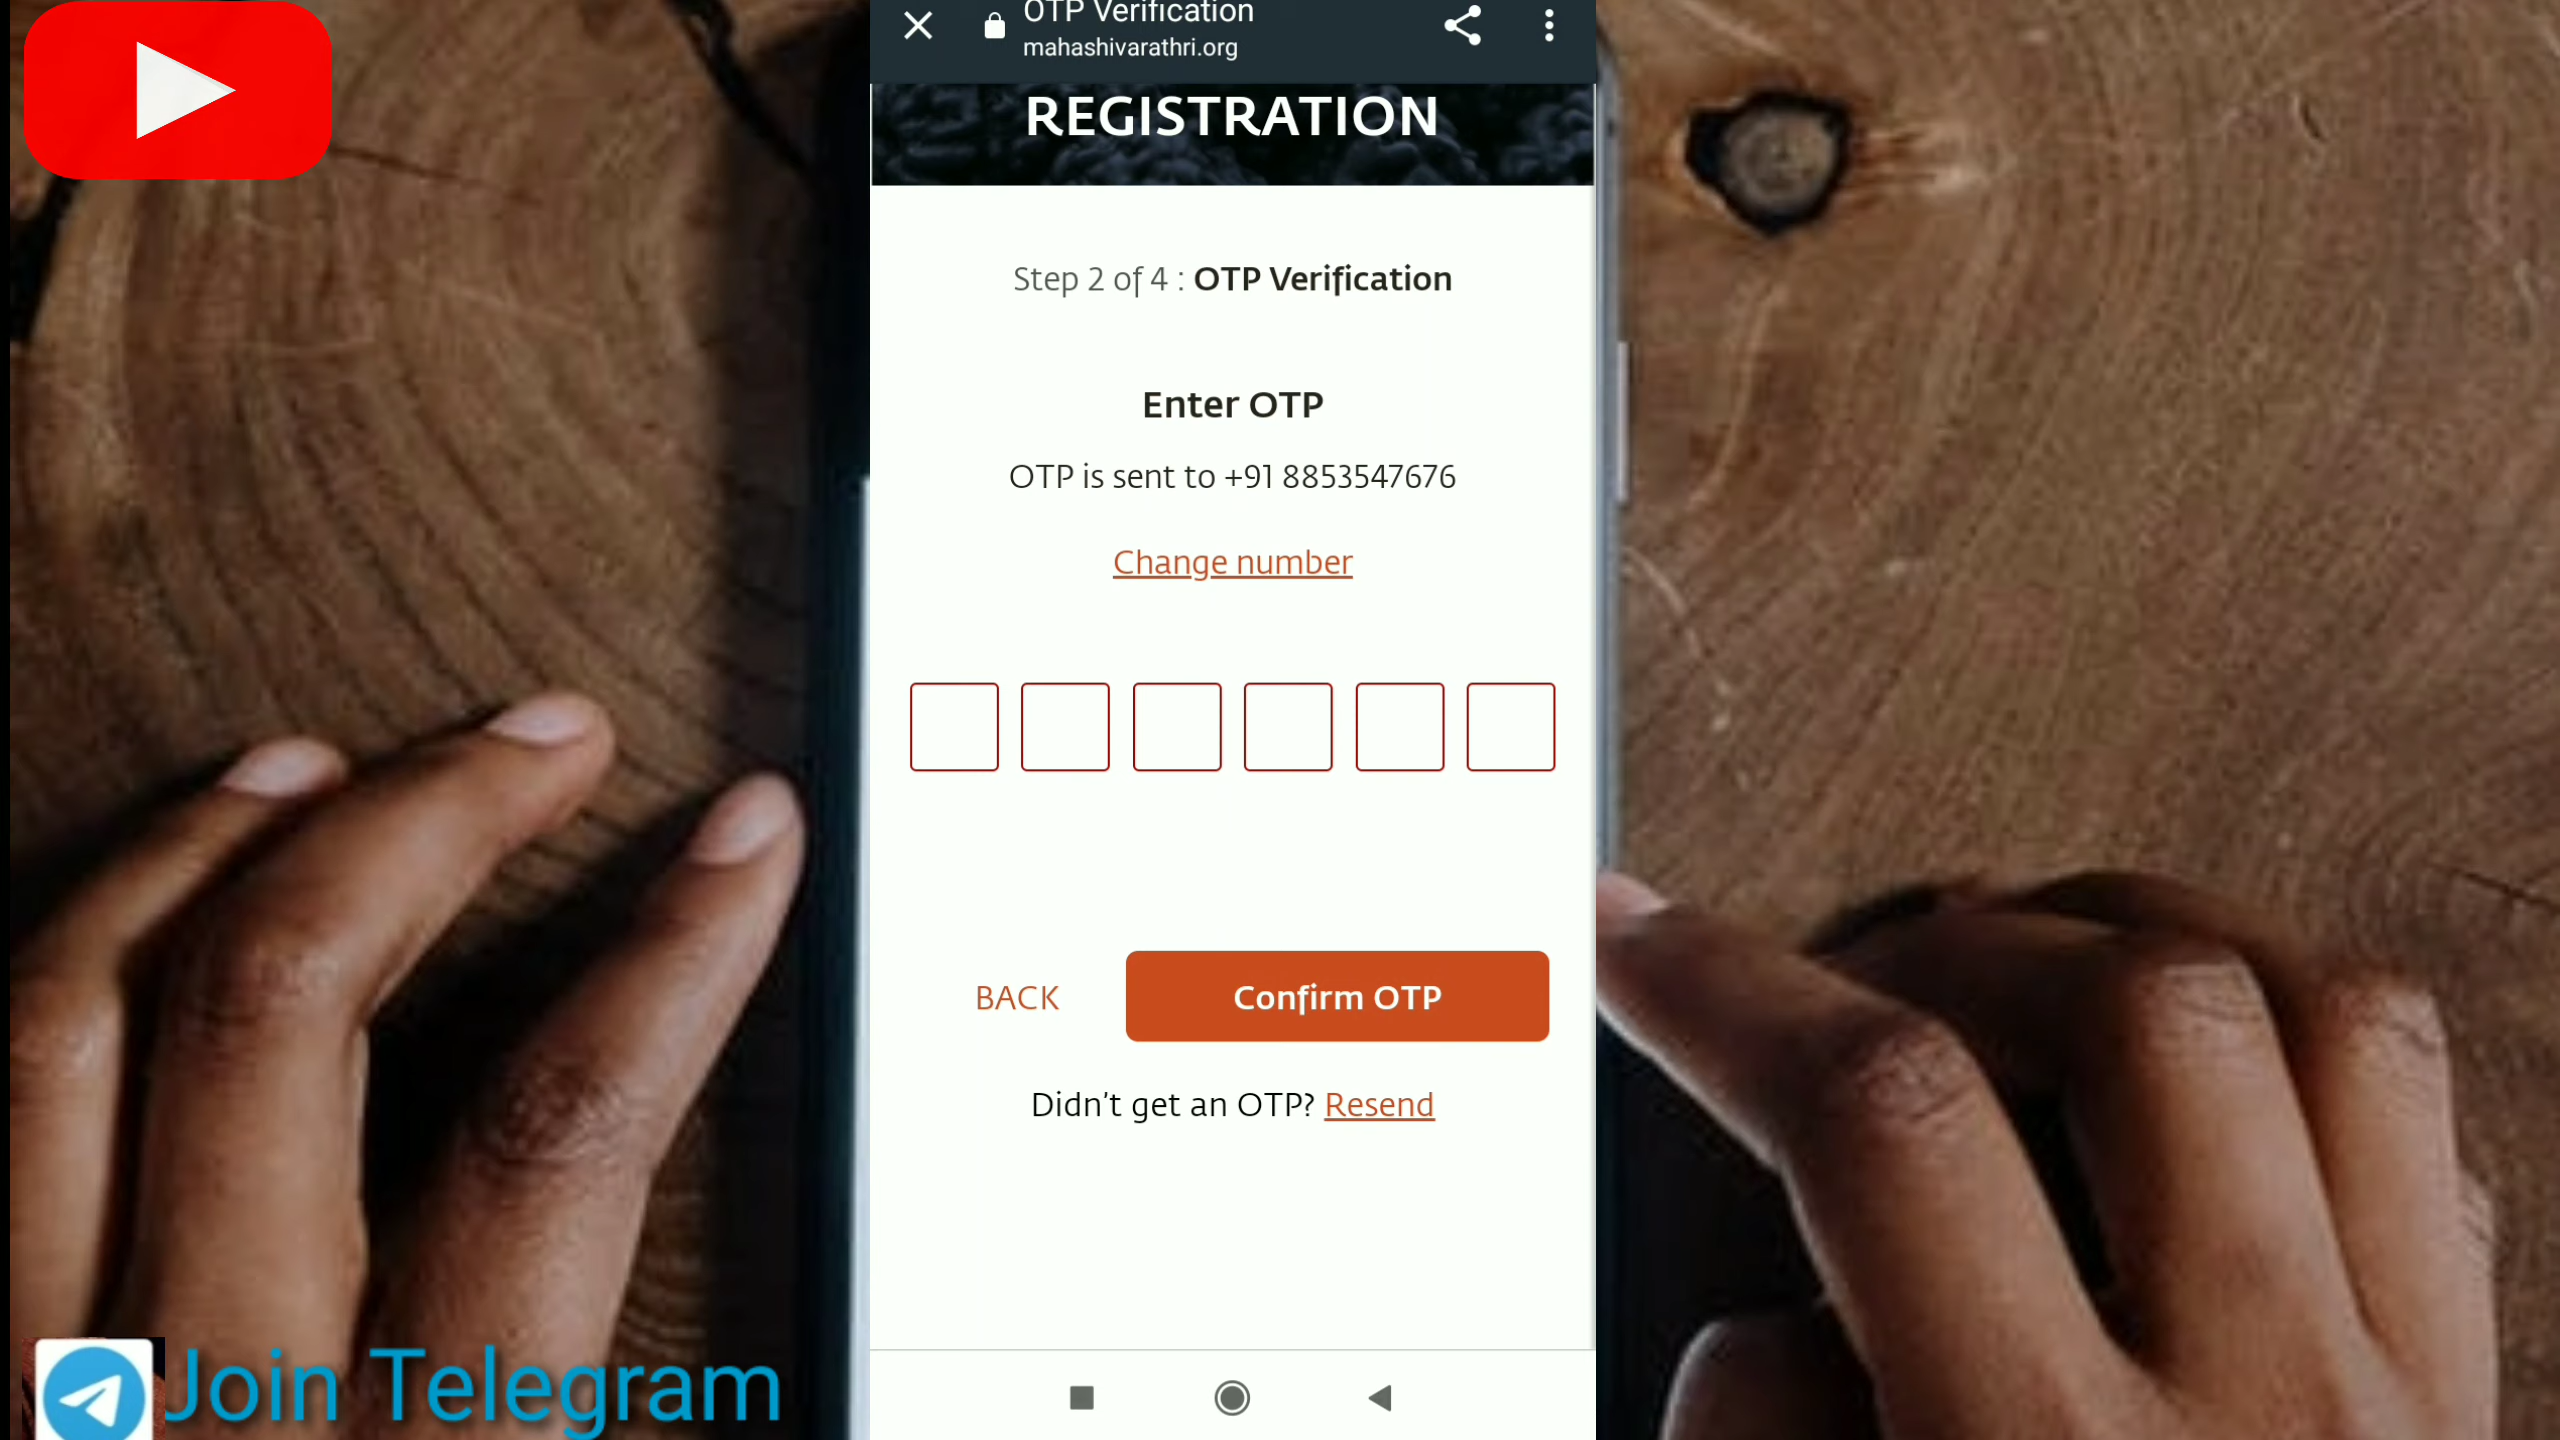 OTP Verification
mahashivarathri.org
REGISTRATION
Step 2 of 4 : OTP Verification
Enter OTP
OTP is sent to +91 8853547676
Change number
BACK
Confirm OTP
Didn't get an OTP? Resend
Join Telegram